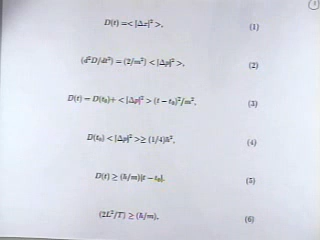 D(t) =< |Δx|² >, (1)
(d²D/dt²) = (2/m²) < |Δp|² >, (2)
D(t) = D(t₀)+ < |Δp|² > (t − t₀)²/m², (3)
D(t₀) < |Δp|² >≥ (1/4)ħ², (4)
D(t) ≥ (ħ/m)|t − t₀|. (5)
(2L²/T) ≥ (ħ/m), (6)